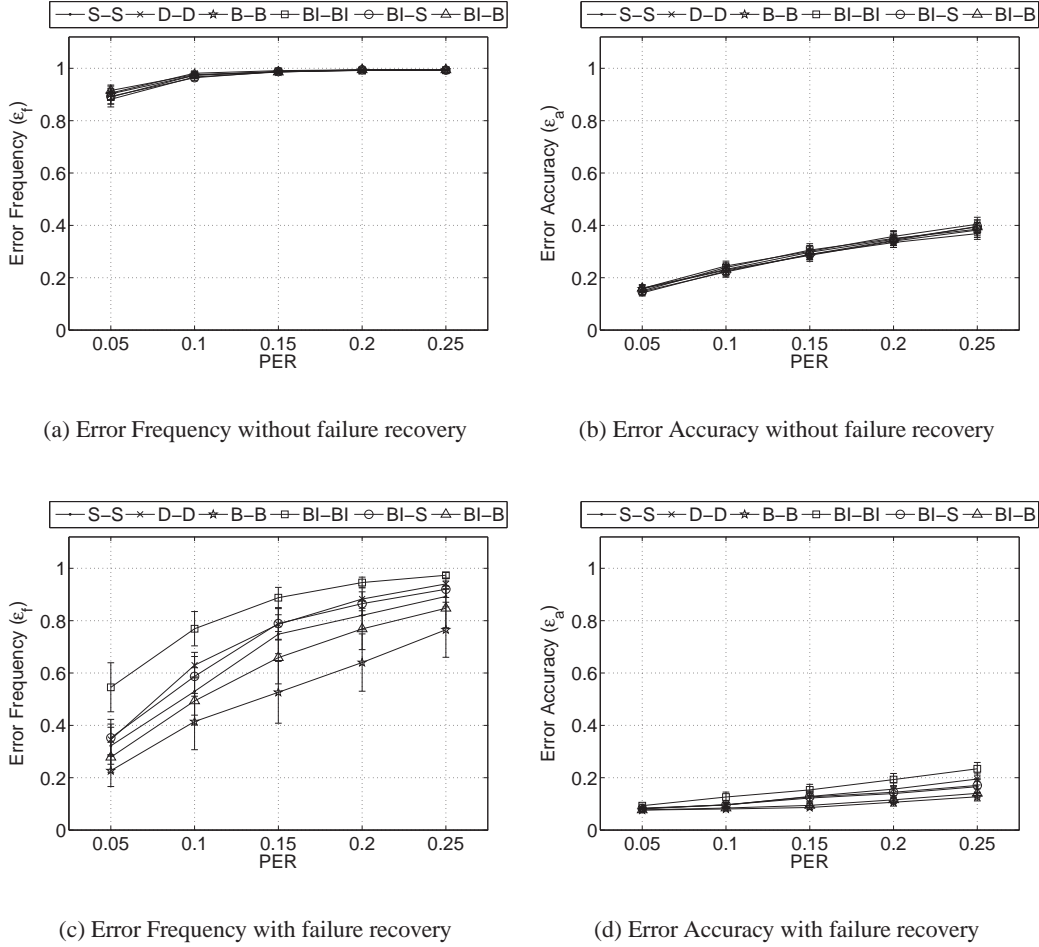 S−S D−D B−B BI−BI BI−S BI−B
1
0.8
0.6
0.4
0.2
0
Error Frequency (ε_f)
0.05 0.1 0.15 0.2 0.25
PER
(a) Error Frequency without failure recovery
S−S D−D B−B BI−BI BI−S BI−B
1
0.8
0.6
0.4
0.2
0
Error Accuracy (ε_a)
0.05 0.1 0.15 0.2 0.25
PER
(b) Error Accuracy without failure recovery
S−S D−D B−B BI−BI BI−S BI−B
1
0.8
0.6
0.4
0.2
0
Error Frequency (ε_f)
0.05 0.1 0.15 0.2 0.25
PER
(c) Error Frequency with failure recovery
S−S D−D B−B BI−BI BI−S BI−B
1
0.8
0.6
0.4
0.2
0
Error Accuracy (ε_a)
0.05 0.1 0.15 0.2 0.25
PER
(d) Error Accuracy with failure recovery